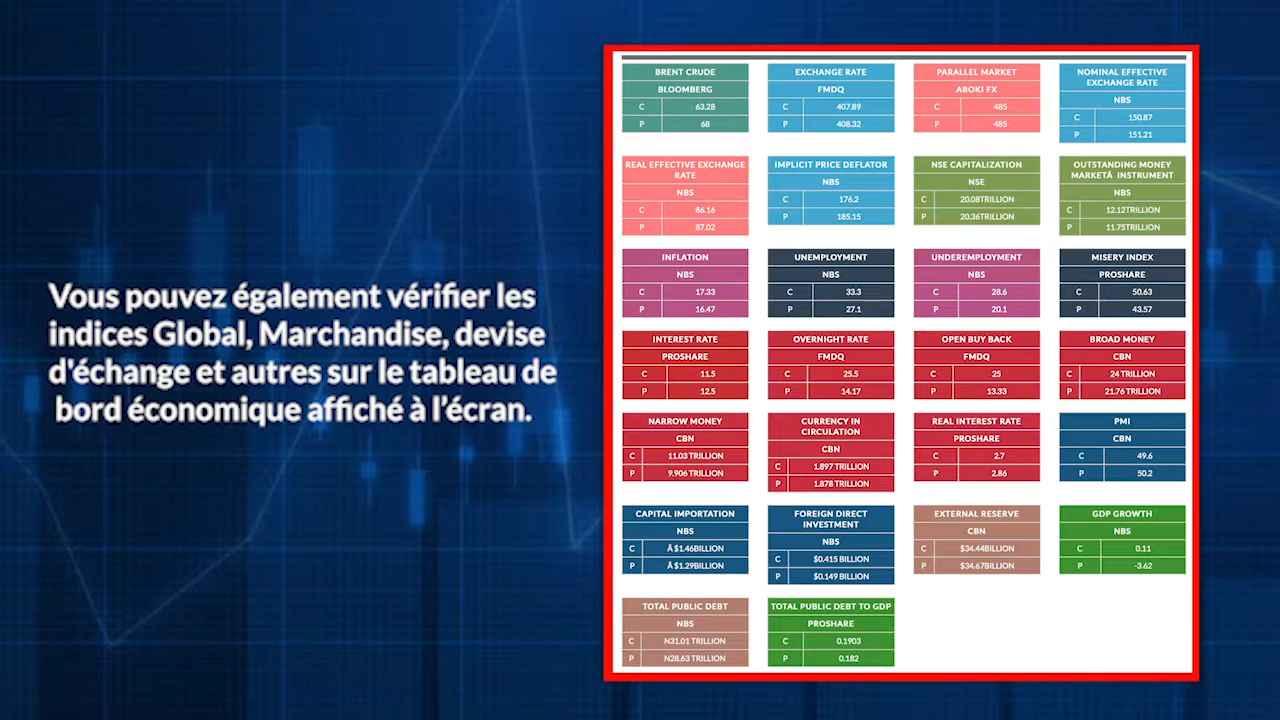 Vous pouvez également vérifier les
indices Global, Marchandise, devise
d'échange et autres sur le tableau de
bord économique affiché à l’écran.
BRENT CRUDE
BLOOMBERG
C 63.28
P 68
EXCHANGE RATE
FMDQ
C 407.89
P 408.32
PARALLEL MARKET
ABOKI FX
C 485
P 485
NOMINAL EFFECTIVE
EXCHANGE RATE
NBS
C 150.87
P 151.21
REAL EFFECTIVE EXCHANGE
RATE
NBS
C 86.16
P 87.02
IMPLICIT PRICE DEFLATOR
NBS
C 176.2
P 185.15
NSE CAPITALIZATION
NSE
C 20.08TRILLION
P 20.36TRILLION
OUTSTANDING MONEY
MARKETÂ INSTRUMENT
NBS
C 12.12TRILLION
P 11.75TRILLION
INFLATION
NBS
C 17.33
P 16.47
UNEMPLOYMENT
NBS
C 33.3
P 27.1
UNDEREMPLOYMENT
NBS
C 28.6
P 20.1
MISERY INDEX
PROSHARE
C 50.63
P 43.57
INTEREST RATE
PROSHARE
C 11.5
P 12.5
OVERNIGHT RATE
FMDQ
C 25.5
P 14.17
OPEN BUY BACK
FMDQ
C 25
P 13.33
BROAD MONEY
CBN
C 24 TRILLION
P 21.76 TRILLION
NARROW MONEY
CBN
C 11.03 TRILLION
P 9.906 TRILLION
CURRENCY IN
CIRCULATION
CBN
C 1.897 TRILLION
P 1.878 TRILLION
REAL INTEREST RATE
PROSHARE
C 2.7
P 2.86
PMI
CBN
C 49.6
P 50.2
CAPITAL IMPORTATION
NBS
C Â $1.46BILLION
P Â $1.29BILLION
FOREIGN DIRECT
INVESTMENT
NBS
C $0.415 BILLION
P $0.149 BILLION
EXTERNAL RESERVE
CBN
C $34.44BILLION
P $34.67BILLION
GDP GROWTH
NBS
C 0.11
P -3.62
TOTAL PUBLIC DEBT
NBS
C N31.01 TRILLION
P N28.63 TRILLION
TOTAL PUBLIC DEBT TO GDP
PROSHARE
C 0.1903
P 0.182